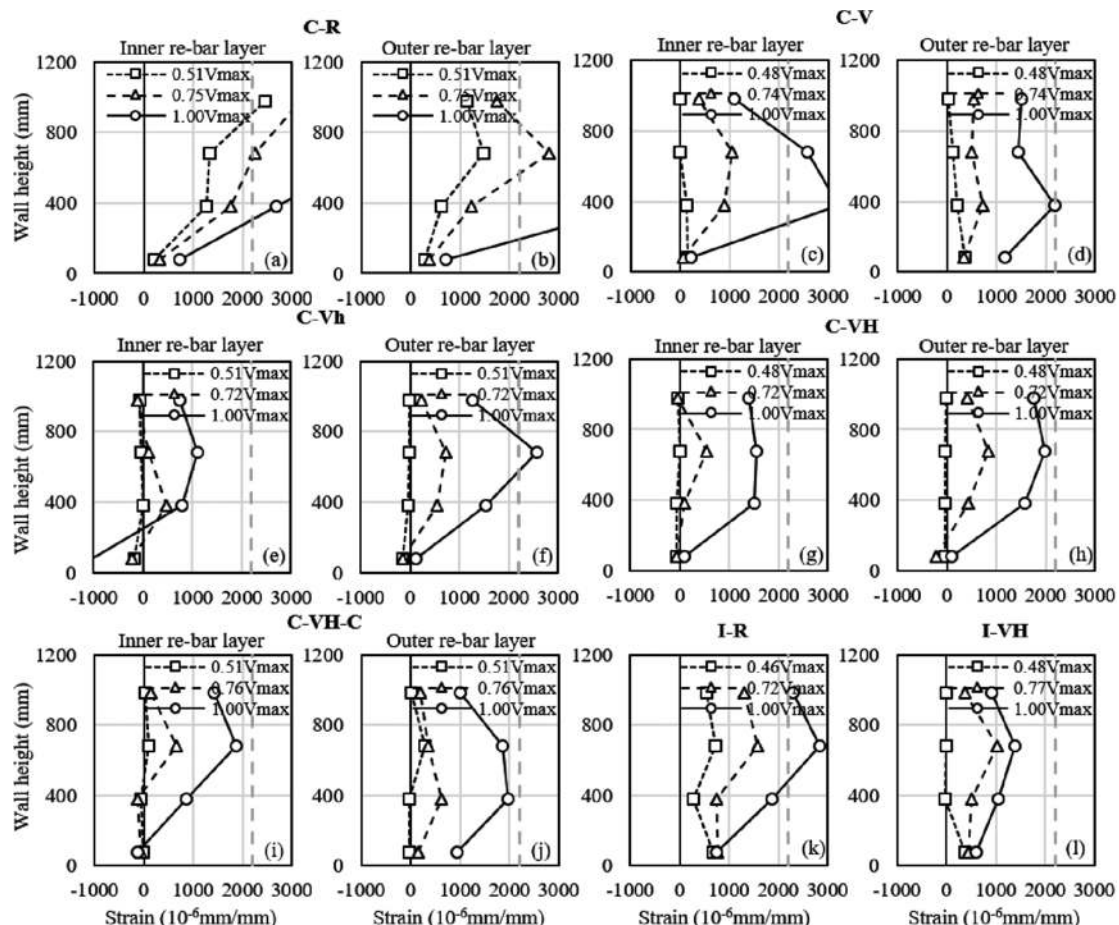 C-R
C-V
Inner re-bar layer
Outer re-bar layer
Inner re-bar layer
Outer re-bar layer
Wall height (mm)
1200
800
400
0
0.51Vmax
0.75Vmax
1.00Vmax
(a)
-1000 0 1000 2000 3000
1200
800
400
0
0.51Vmax
0.75Vmax
1.00Vmax
(b)
-1000 0 1000 2000 3000
1200
800
400
0
0.48Vmax
0.74Vmax
1.00Vmax
(c)
-1000 0 1000 2000 3000
1200
800
400
0
0.48Vmax
0.74Vmax
1.00Vmax
(d)
-1000 0 1000 2000 3000
C-Vh
C-VH
Inner re-bar layer
Outer re-bar layer
Inner re-bar layer
Outer re-bar layer
Wall height (mm)
1200
800
400
0
0.51Vmax
0.72Vmax
1.00Vmax
(e)
-1000 0 1000 2000 3000
1200
800
400
0
0.51Vmax
0.72Vmax
1.00Vmax
(f)
-1000 0 1000 2000 3000
1200
800
400
0
0.48Vmax
0.72Vmax
1.00Vmax
(g)
-1000 0 1000 2000 3000
1200
800
400
0
0.48Vmax
0.72Vmax
1.00Vmax
(h)
-1000 0 1000 2000 3000
C-VH-C
I-R
I-VH
Inner re-bar layer
Outer re-bar layer
Wall height (mm)
1200
800
400
0
0.51Vmax
0.76Vmax
1.00Vmax
(i)
-1000 0 1000 2000 3000
Strain (10-6mm/mm)
1200
800
400
0
0.51Vmax
0.76Vmax
1.00Vmax
(j)
-1000 0 1000 2000 3000
Strain (10-6mm/mm)
1200
800
400
0
0.46Vmax
0.72Vmax
1.00Vmax
(k)
-1000 0 1000 2000 3000
Strain (10-6mm/mm)
1200
800
400
0
0.48Vmax
0.77Vmax
1.00Vmax
(l)
-1000 0 1000 2000 3000
Strain (10-6mm/mm)